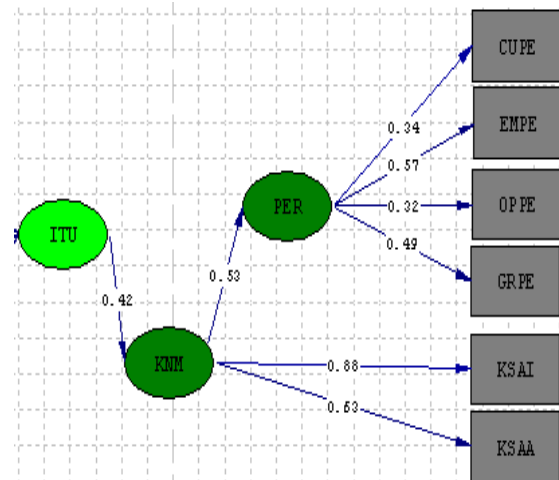 CUPE
0.34
EMPE
0.57
PER
0.32
OPPE
ITU
0.49
0.53
GRPE
0.42
KNM
0.88
KSAI
0.63
KSAA